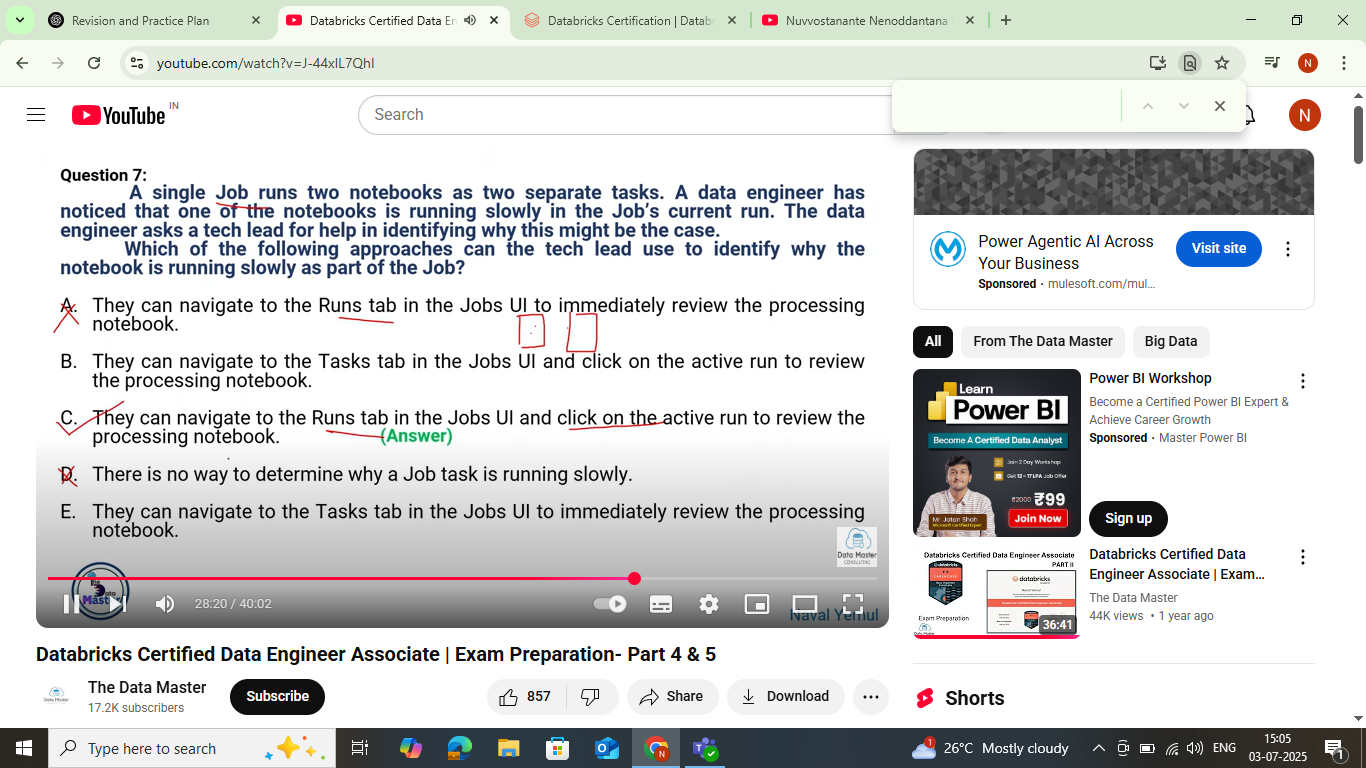 Revision and Practice Plan
Databricks Certified Data En
Databricks Certification | Datab
Nuvvostanante Nenoddantana
youtube.com/watch?v=J-44xlL7QhI
N
YouTube IN
Search
N
Question 7:
A single Job runs two notebooks as two separate tasks. A data engineer has
noticed that one of the notebooks is running slowly in the Job's current run. The data
engineer asks a tech lead for help in identifying why this might be the case.
Which of the following approaches can the tech lead use to identify why the
notebook is running slowly as part of the Job?
A. They can navigate to the Runs tab in the Jobs UI to immediately review the processing
notebook.
B. They can navigate to the Tasks tab in the Jobs UI and click on the active run to review
the processing notebook.
C. They can navigate to the Runs tab in the Jobs UI and click on the active run to review the
processing notebook. (Answer)
D. There is no way to determine why a Job task is running slowly.
E. They can navigate to the Tasks tab in the Jobs UI to immediately review the processing
notebook.
Data Master
CONSULTING
The
Data
Master
28:20 / 40:02
Naval Yemul
Databricks Certified Data Engineer Associate | Exam Preparation- Part 4 & 5
The Data Master
17.2K subscribers
Subscribe
857
Share
Download
Power Agentic AI Across
Your Business
Sponsored · mulesoft.com/mul...
Visit site
All
From The Data Master
Big Data
Learn
Power BI
Become A Certified Data Analyst
Join 2 Day Workshop
Get 12 - 17 LPA Job Offer
₹2000 ₹99
Join Now
Mr. Jatan Shah
Microsoft Certified Expert
Power BI Workshop
Become a Certified Power BI Expert &
Achieve Career Growth
Sponsored · Master Power BI
Sign up
Databricks Certified Data Engineer Associate
PART II
databricks
Exam Preparation
36:41
Databricks Certified Data
Engineer Associate | Exam...
The Data Master
44K views · 1 year ago
Shorts
Type here to search
1
26°C Mostly cloudy
ENG
15:05
03-07-2025
1